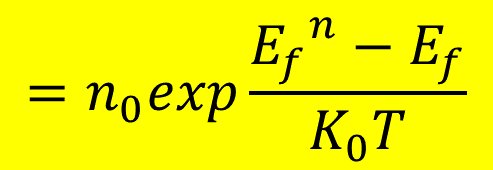 = n₀exp (E_f^n − E_f)/(K₀T)